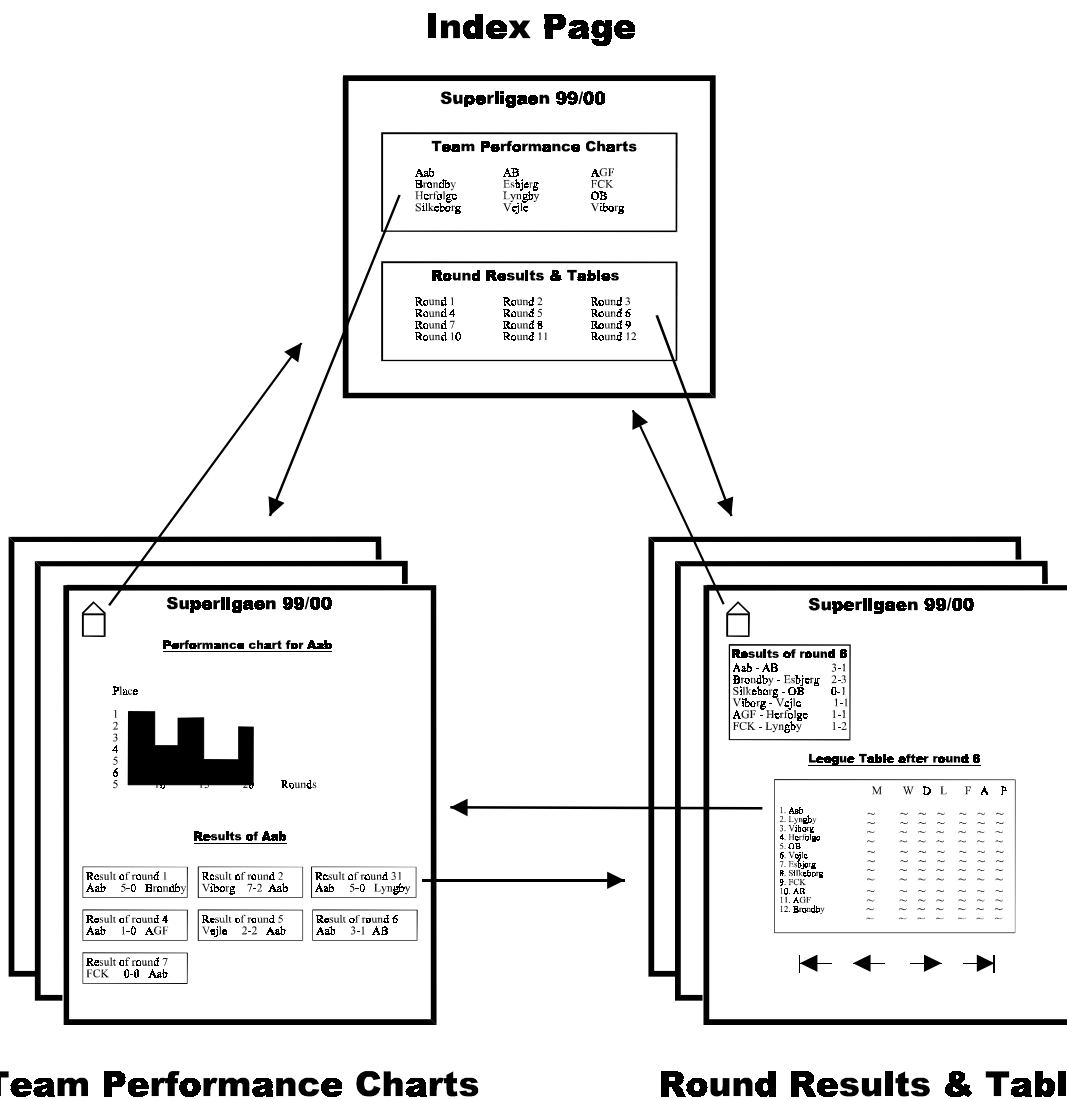 Index Page
Superligaen 99/00
Team Performance Charts
Aab AB AGF
Brondby Esbjerg FCK
Herfolge Lyngby OB
Silkeborg Vejle Viborg
Round Results & Tables
Round 1 Round 2 Round 3
Round 4 Round 5 Round 6
Round 7 Round 8 Round 9
Round 10 Round 11 Round 12
Superligaen 99/00
Performance chart for Aab
Place
1
2
3
4
5
6
5 10 15 20 Rounds
Results of Aab
Result of round 1 Result of round 2 Result of round 31
Aab 5-0 Brondby Viborg 7-2 Aab Aab 5-0 Lyngby
Result of round 4 Result of round 5 Result of round 6
Aab 1-0 AGF Vejle 2-2 Aab Aab 3-1 AB
Result of round 7
FCK 0-0 Aab
Superligaen 99/00
Results of round 6
Aab - AB 3-1
Brondby - Esbjerg 2-3
Silkeborg - OB 0-1
Viborg - Vejle 1-1
AGF - Herfolge 1-1
FCK - Lyngby 1-2
League Table after round 6
M W D L F A P
1. Aab ~ ~ ~ ~ ~ ~ ~
2. Lyngby ~ ~ ~ ~ ~ ~ ~
3. Viborg ~ ~ ~ ~ ~ ~ ~
4. Herfolge ~ ~ ~ ~ ~ ~ ~
5. OB ~ ~ ~ ~ ~ ~ ~
6. Vejle ~ ~ ~ ~ ~ ~ ~
7. Esbjerg ~ ~ ~ ~ ~ ~ ~
8. Silkeborg ~ ~ ~ ~ ~ ~ ~
9. FCK ~ ~ ~ ~ ~ ~ ~
10. AB ~ ~ ~ ~ ~ ~ ~
11. AGF ~ ~ ~ ~ ~ ~ ~
12. Brondby ~ ~ ~ ~ ~ ~ ~
Team Performance Charts
Round Results & Tabl